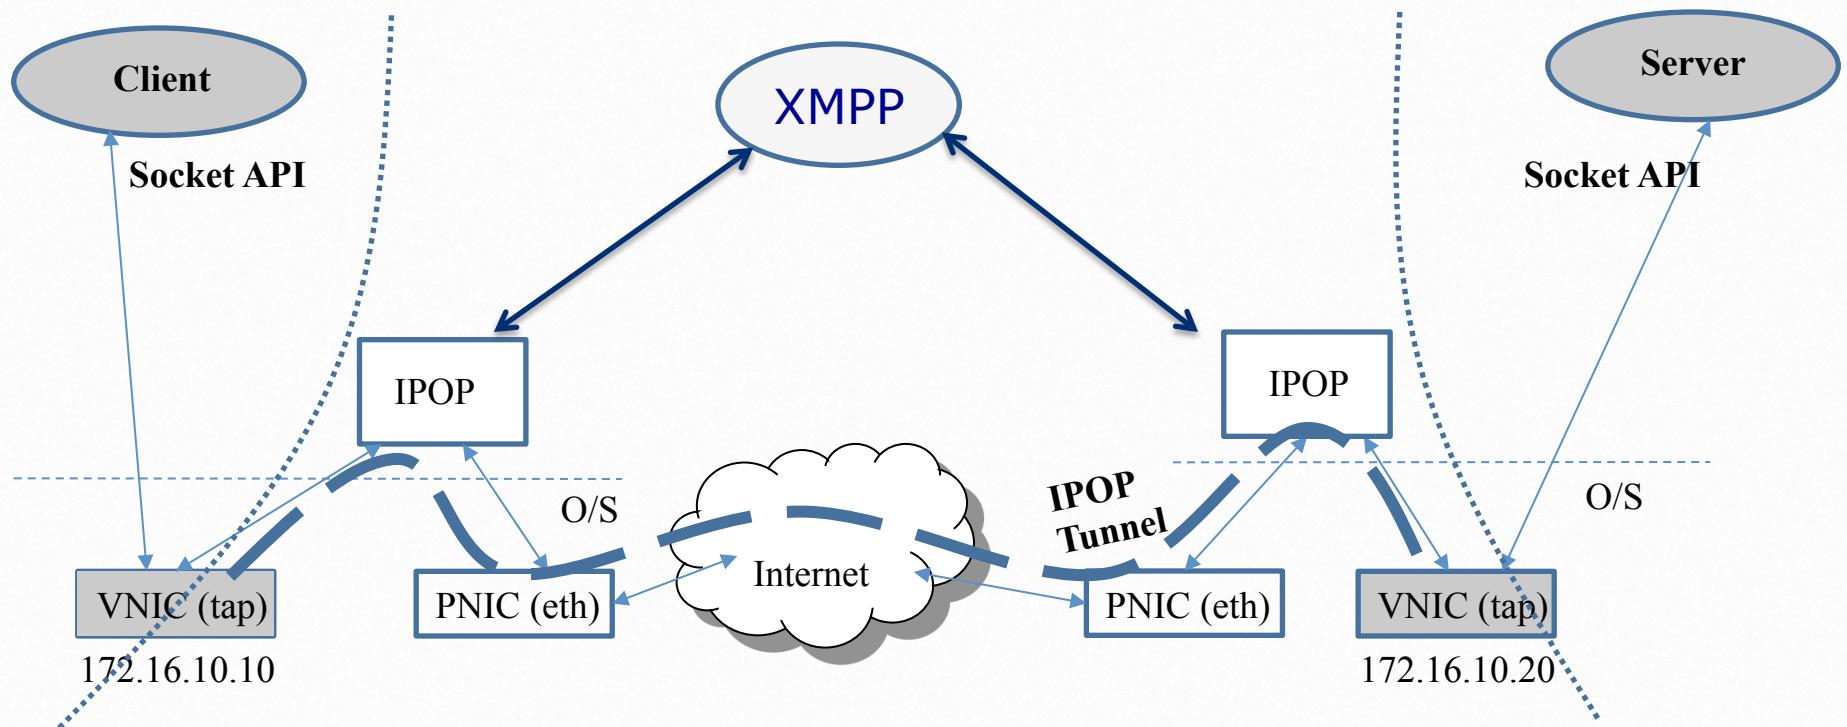 Client
XMPP
Server
Socket API
Socket API
IPOP
IPOP
O/S
IPOP
Tunnel
O/S
VNIC (tap)
PNIC (eth)
Internet
PNIC (eth)
VNIC (tap)
172.16.10.10
172.16.10.20